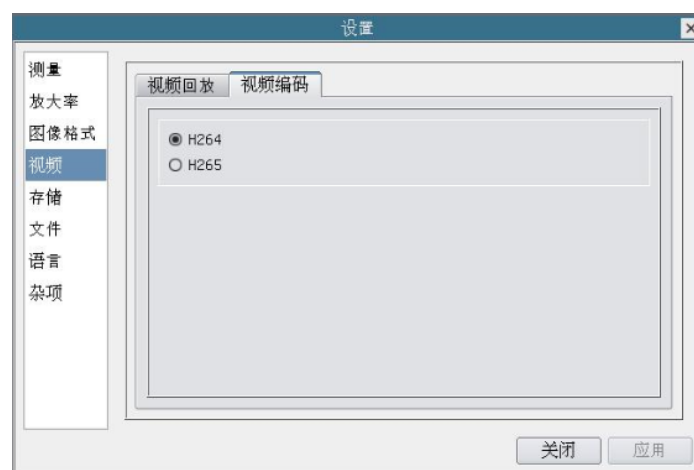 设置
测量
放大率
图像格式
视频
存储
文件
语言
杂项
视频回放 视频编码
H264
H265
关闭 应用